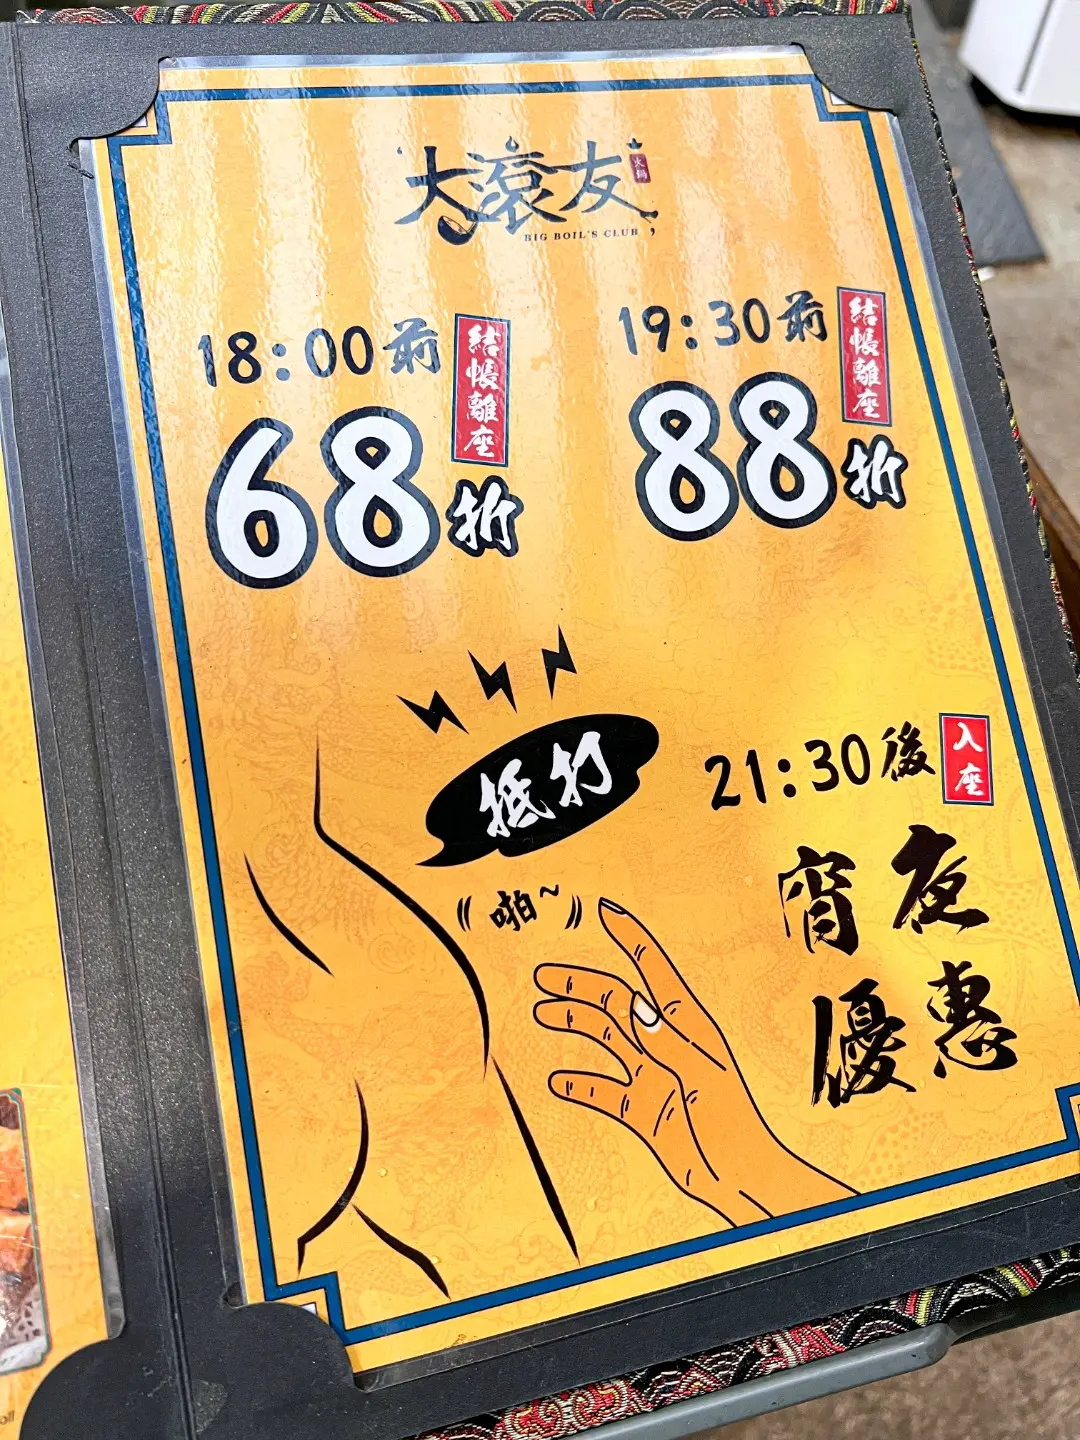 大滾友
火鍋
BIG BOIL'S CLUB
18:00前
結帳離座
68折
19:30前
結帳離座
88折
抵打
啪~
21:30後
入座
宵夜
優惠
oll